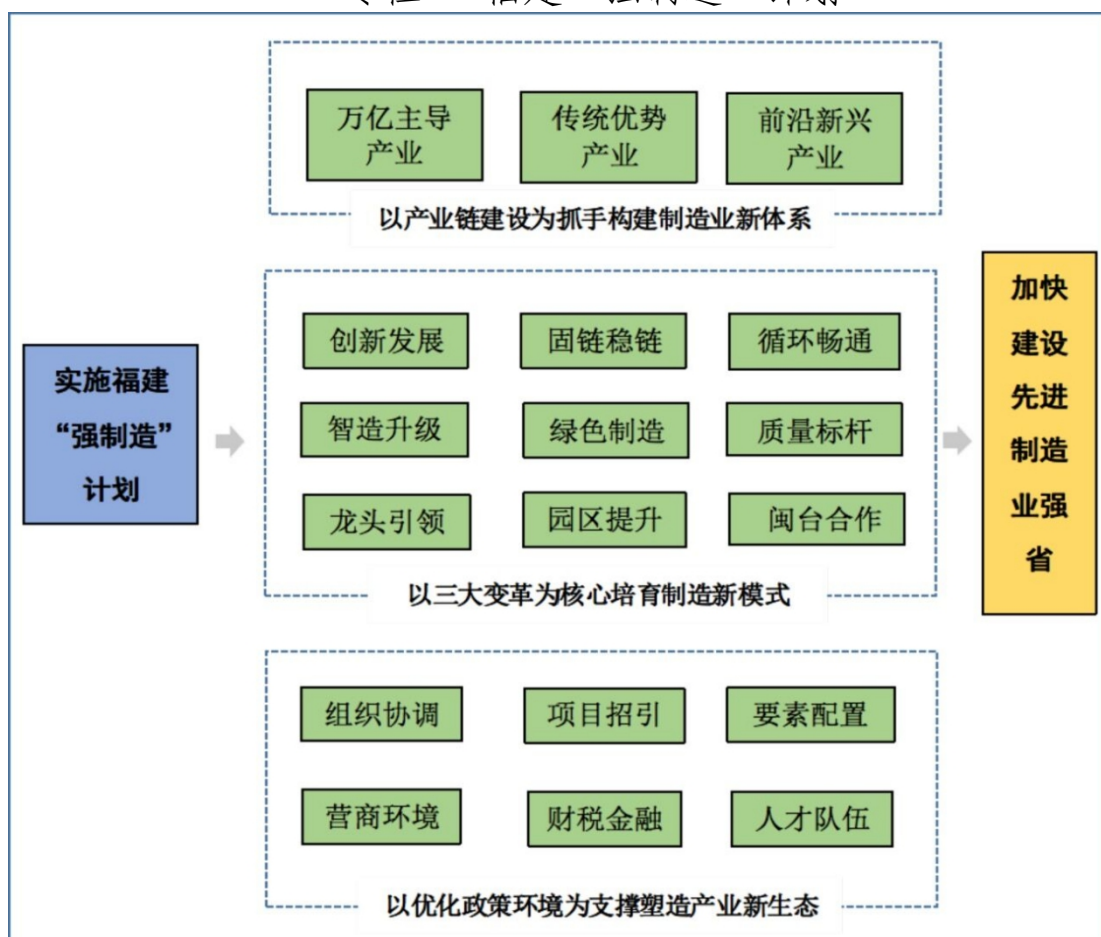 实施福建
“强制造”
计划
万亿主导
产业
传统优势
产业
前沿新兴
产业
以产业链建设为抓手构建制造业新体系
创新发展
固链稳链
循环畅通
智造升级
绿色制造
质量标杆
龙头引领
园区提升
闽台合作
以三大变革为核心培育制造新模式
组织协调
项目招引
要素配置
营商环境
财税金融
人才队伍
以优化政策环境为支撑塑造产业新生态
加快
建设
先进
制造
业强
省